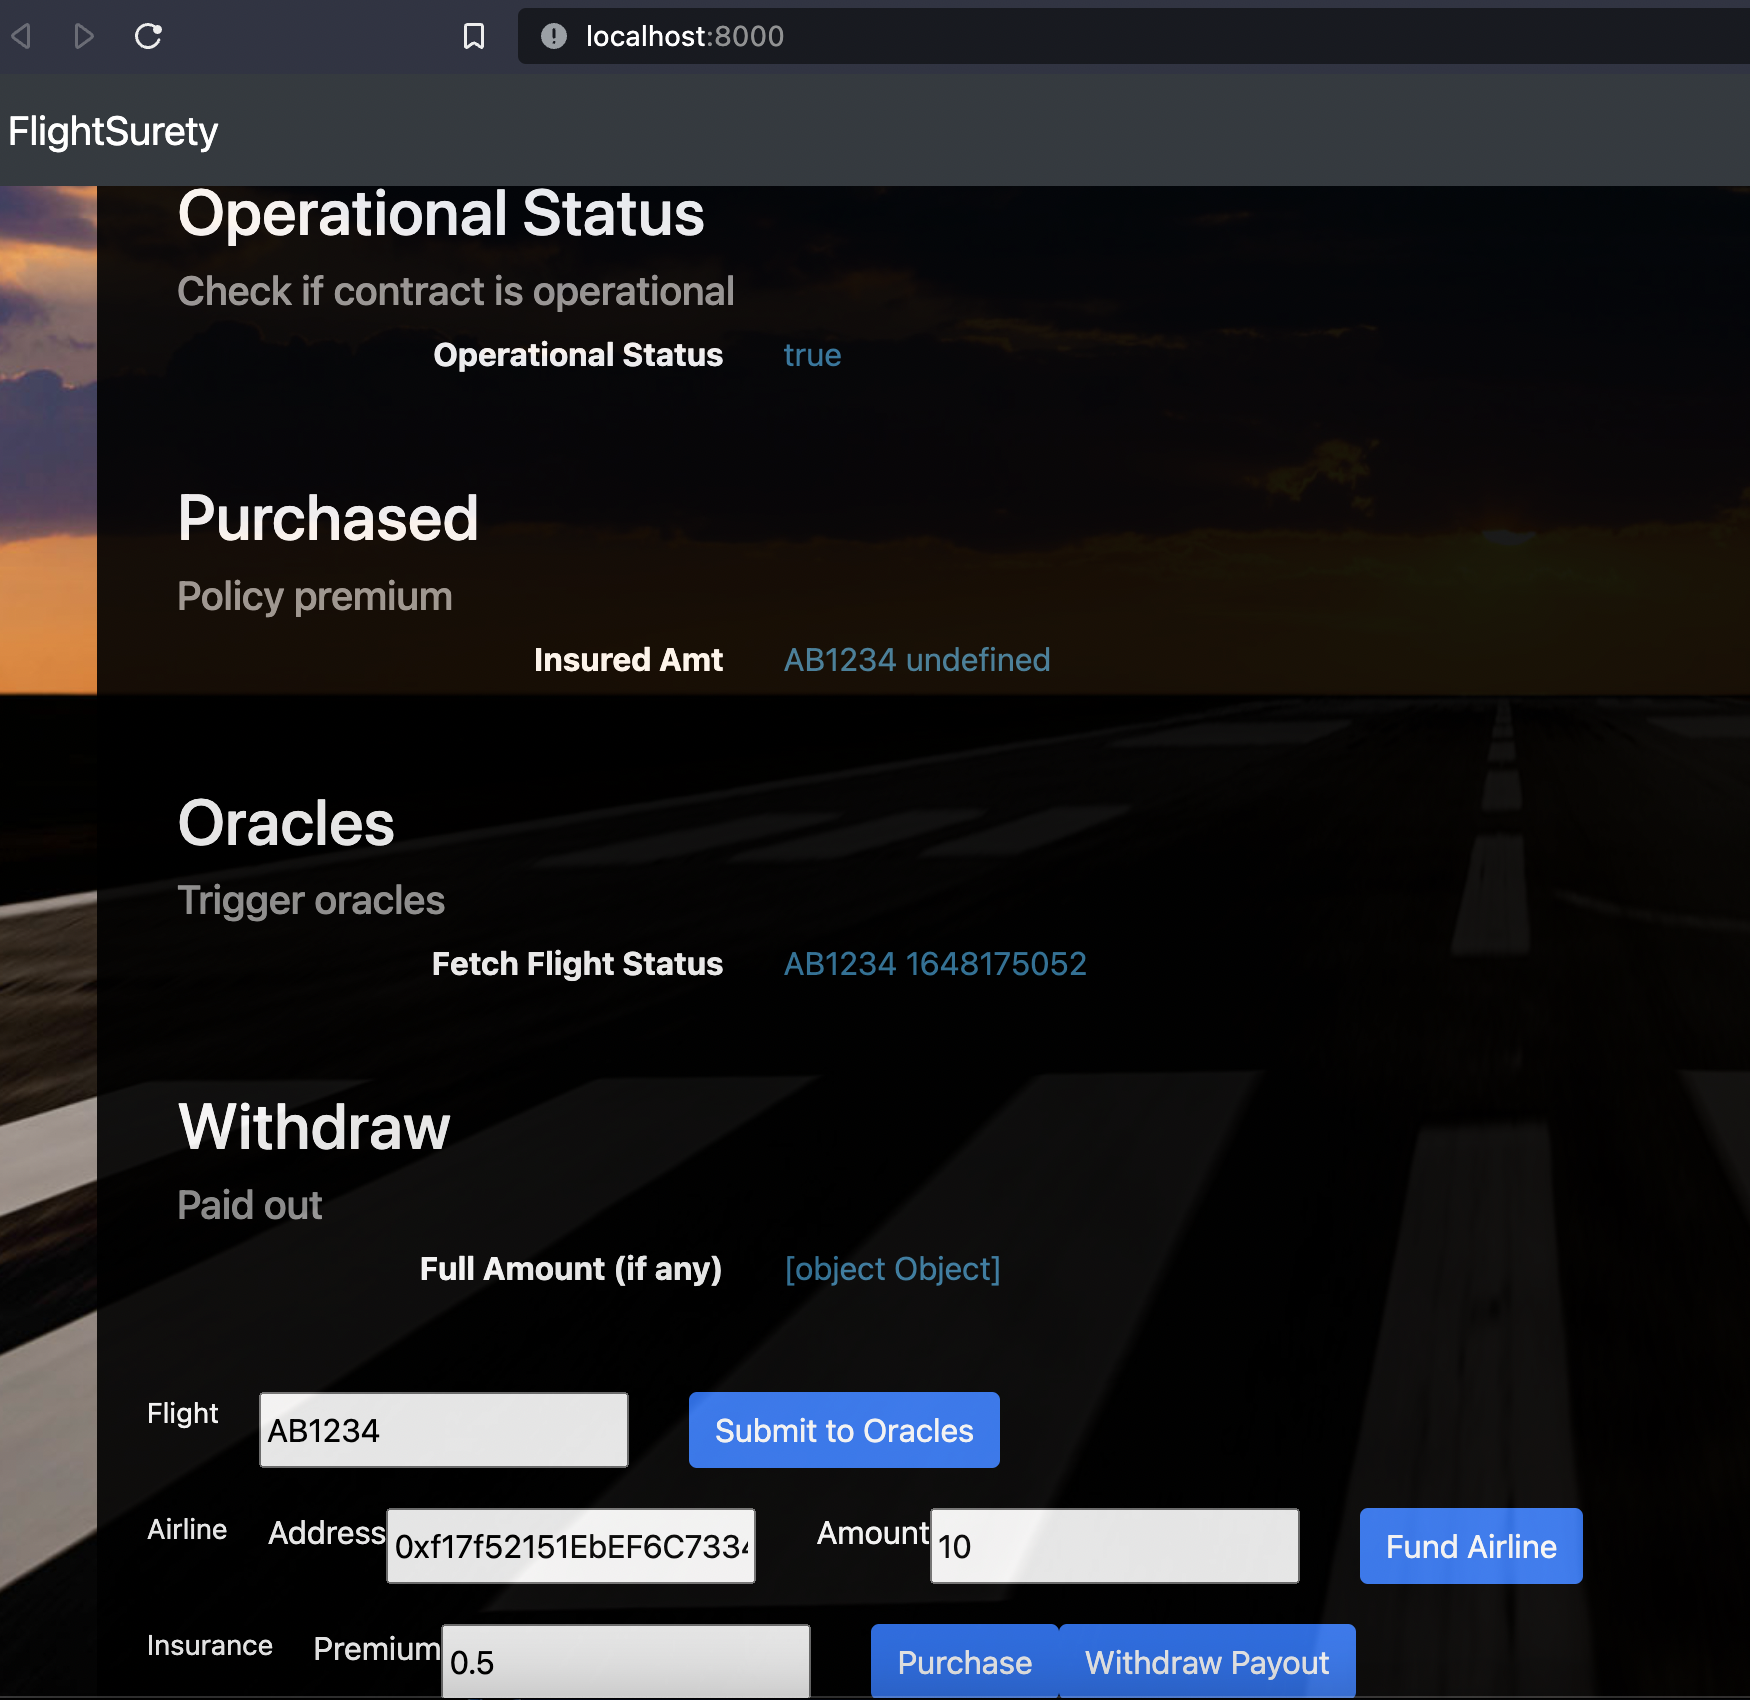 localhost:8000
FlightSurety
Operational Status
Check if contract is operational
Operational Status true
Purchased
Policy premium
Insured Amt AB1234 undefined
Oracles
Trigger oracles
Fetch Flight Status AB1234 1648175052
Withdraw
Paid out
Full Amount (if any) [object Object]
Flight AB1234 Submit to Oracles
Airline Address 0xf17f52151EbEF6C733 Amount 10 Fund Airline
Insurance Premium 0.5 Purchase Withdraw Payout